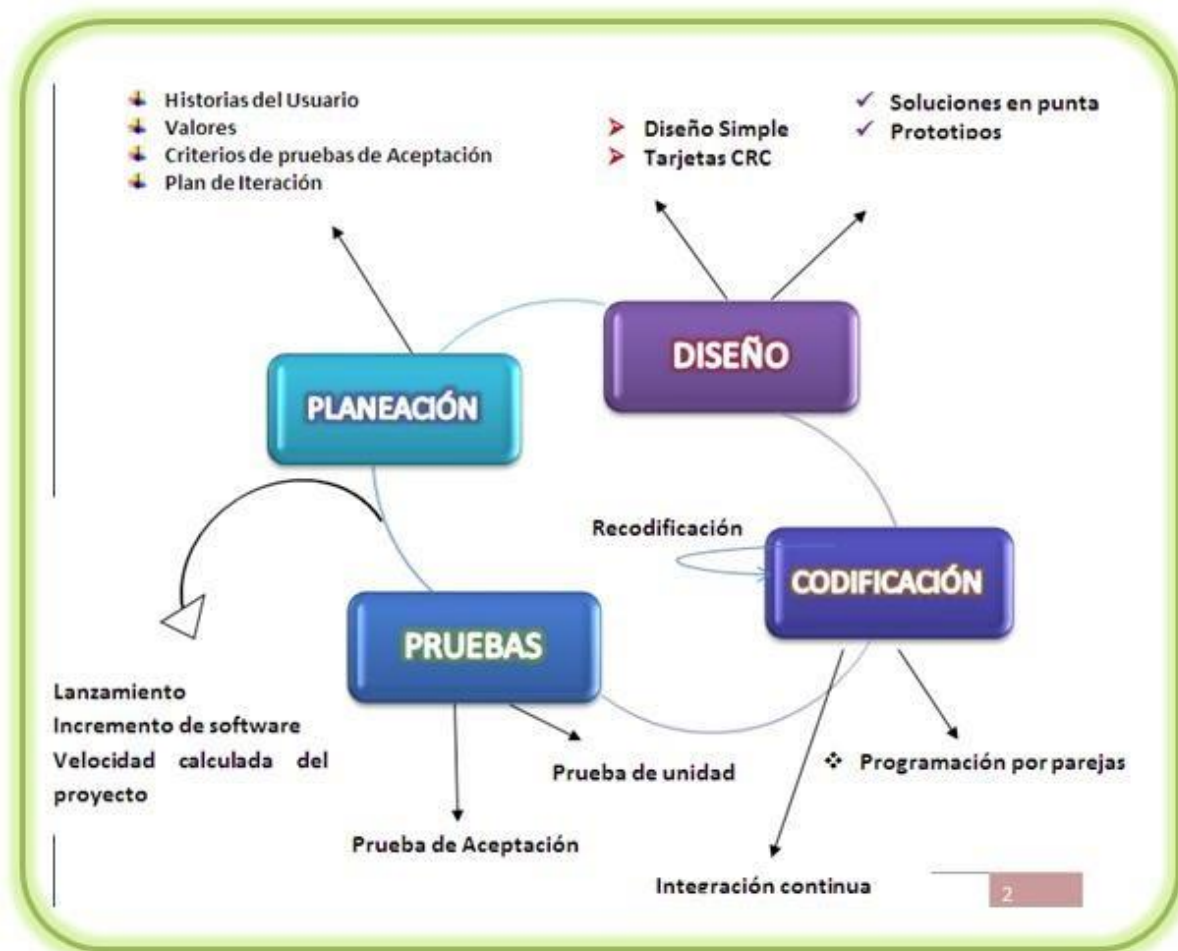 Historias del Usuario
Valores
Criterios de pruebas de Aceptación
Plan de Iteración
Diseño Simple
Tarjetas CRC
Soluciones en punta
Prototipos
PLANEACIÓN
DISEÑO
Recodificación
CODIFICACIÓN
PRUEBAS
Lanzamiento
Incremento de software
Velocidad calculada del
proyecto
Prueba de unidad
Programación por parejas
Prueba de Aceptación
Integración continua
2